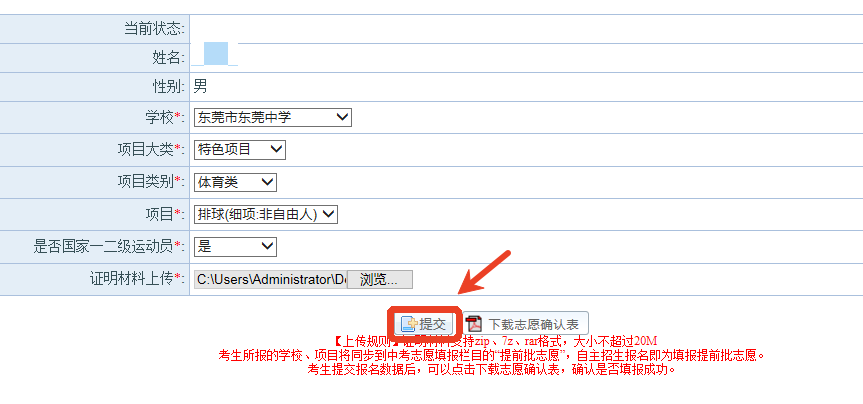 当前状态:
姓名:
性别: 男
学校*: 东莞市东莞中学
项目大类*: 特色项目
项目类别*: 体育类
项目*: 排球(细项:非自由人)
是否国家一二级运动员*: 是
证明材料上传*: C:\Users\Administrator\De 浏览...
提交 下载志愿确认表
【上传规则】证明材料支持zip、7z、rar格式，大小不超过20M
考生所报的学校、项目将同步到中考志愿填报栏目的“提前批志愿”，自主招生报名即为填报提前批志愿。
考生提交报名数据后，可以点击下载志愿确认表，确认是否填报成功。